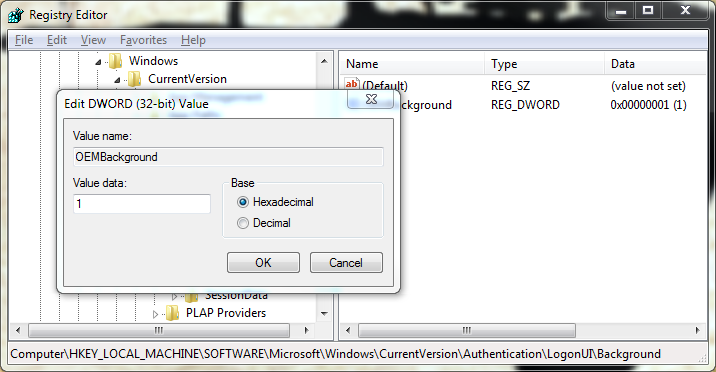 Registry Editor
File Edit View Favorites Help
Windows
CurrentVersion
Name Type Data
ab (Default) REG_SZ (value not set)
ckground REG_DWORD 0x00000001 (1)
Edit DWORD (32-bit) Value
Value name:
OEMBackground
Value data:
1
Base
Hexadecimal
Decimal
OK Cancel
SessionData
PLAP Providers
Computer\HKEY_LOCAL_MACHINE\SOFTWARE\Microsoft\Windows\CurrentVersion\Authentication\LogonUI\Background